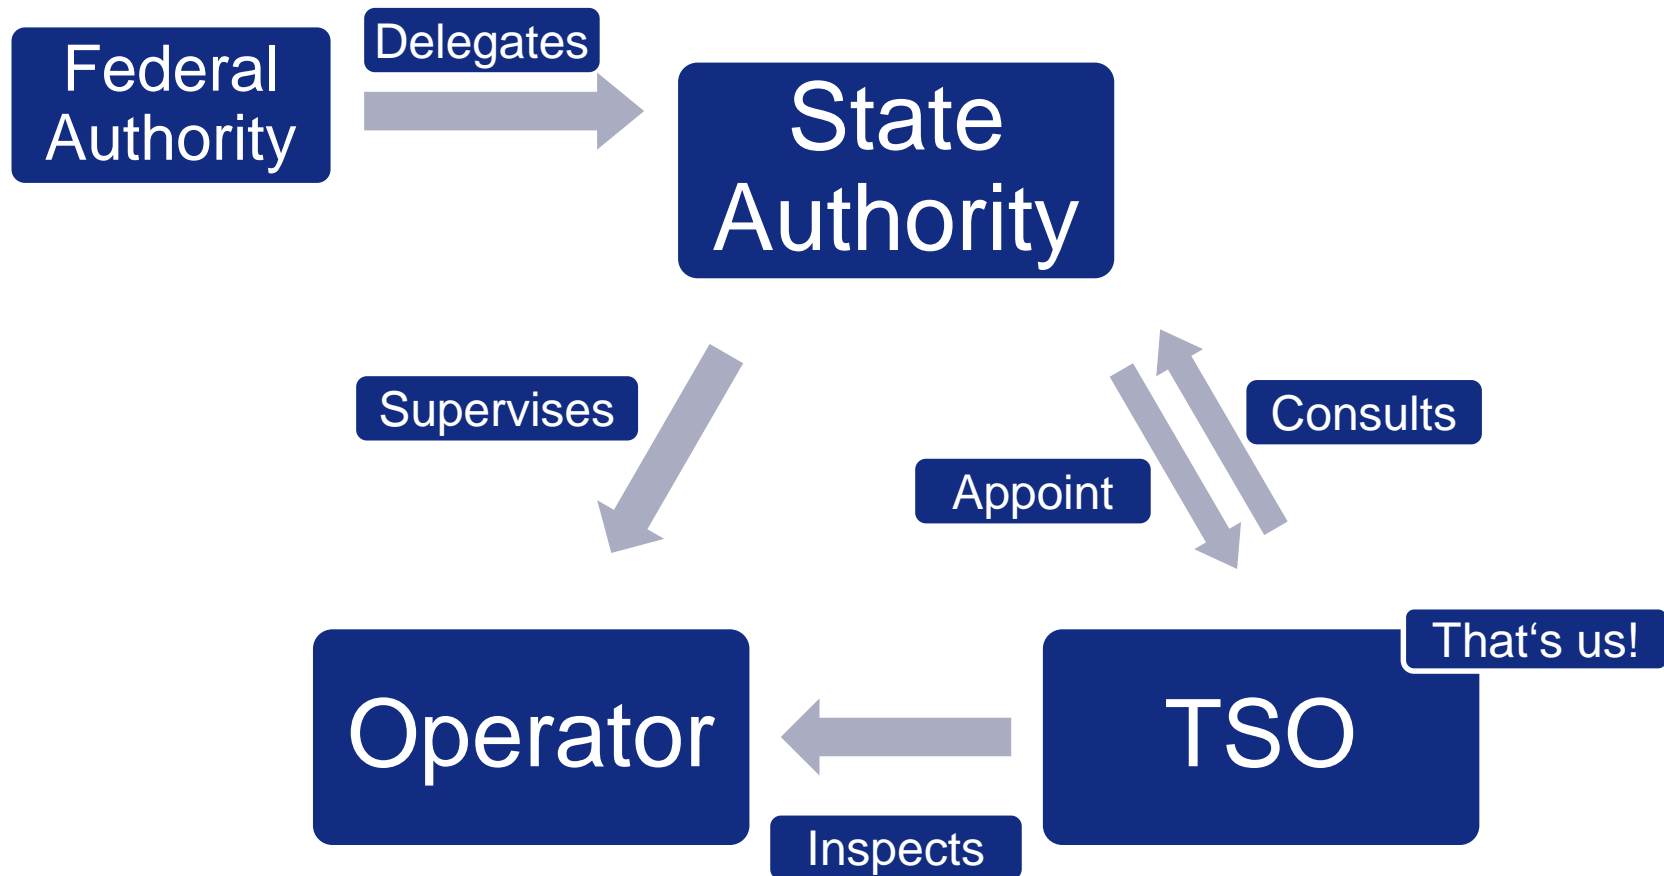 Delegates
Federal
Authority
State
Authority
Supervises
Consults
Appoint
That‘s us!
Operator
TSO
Inspects